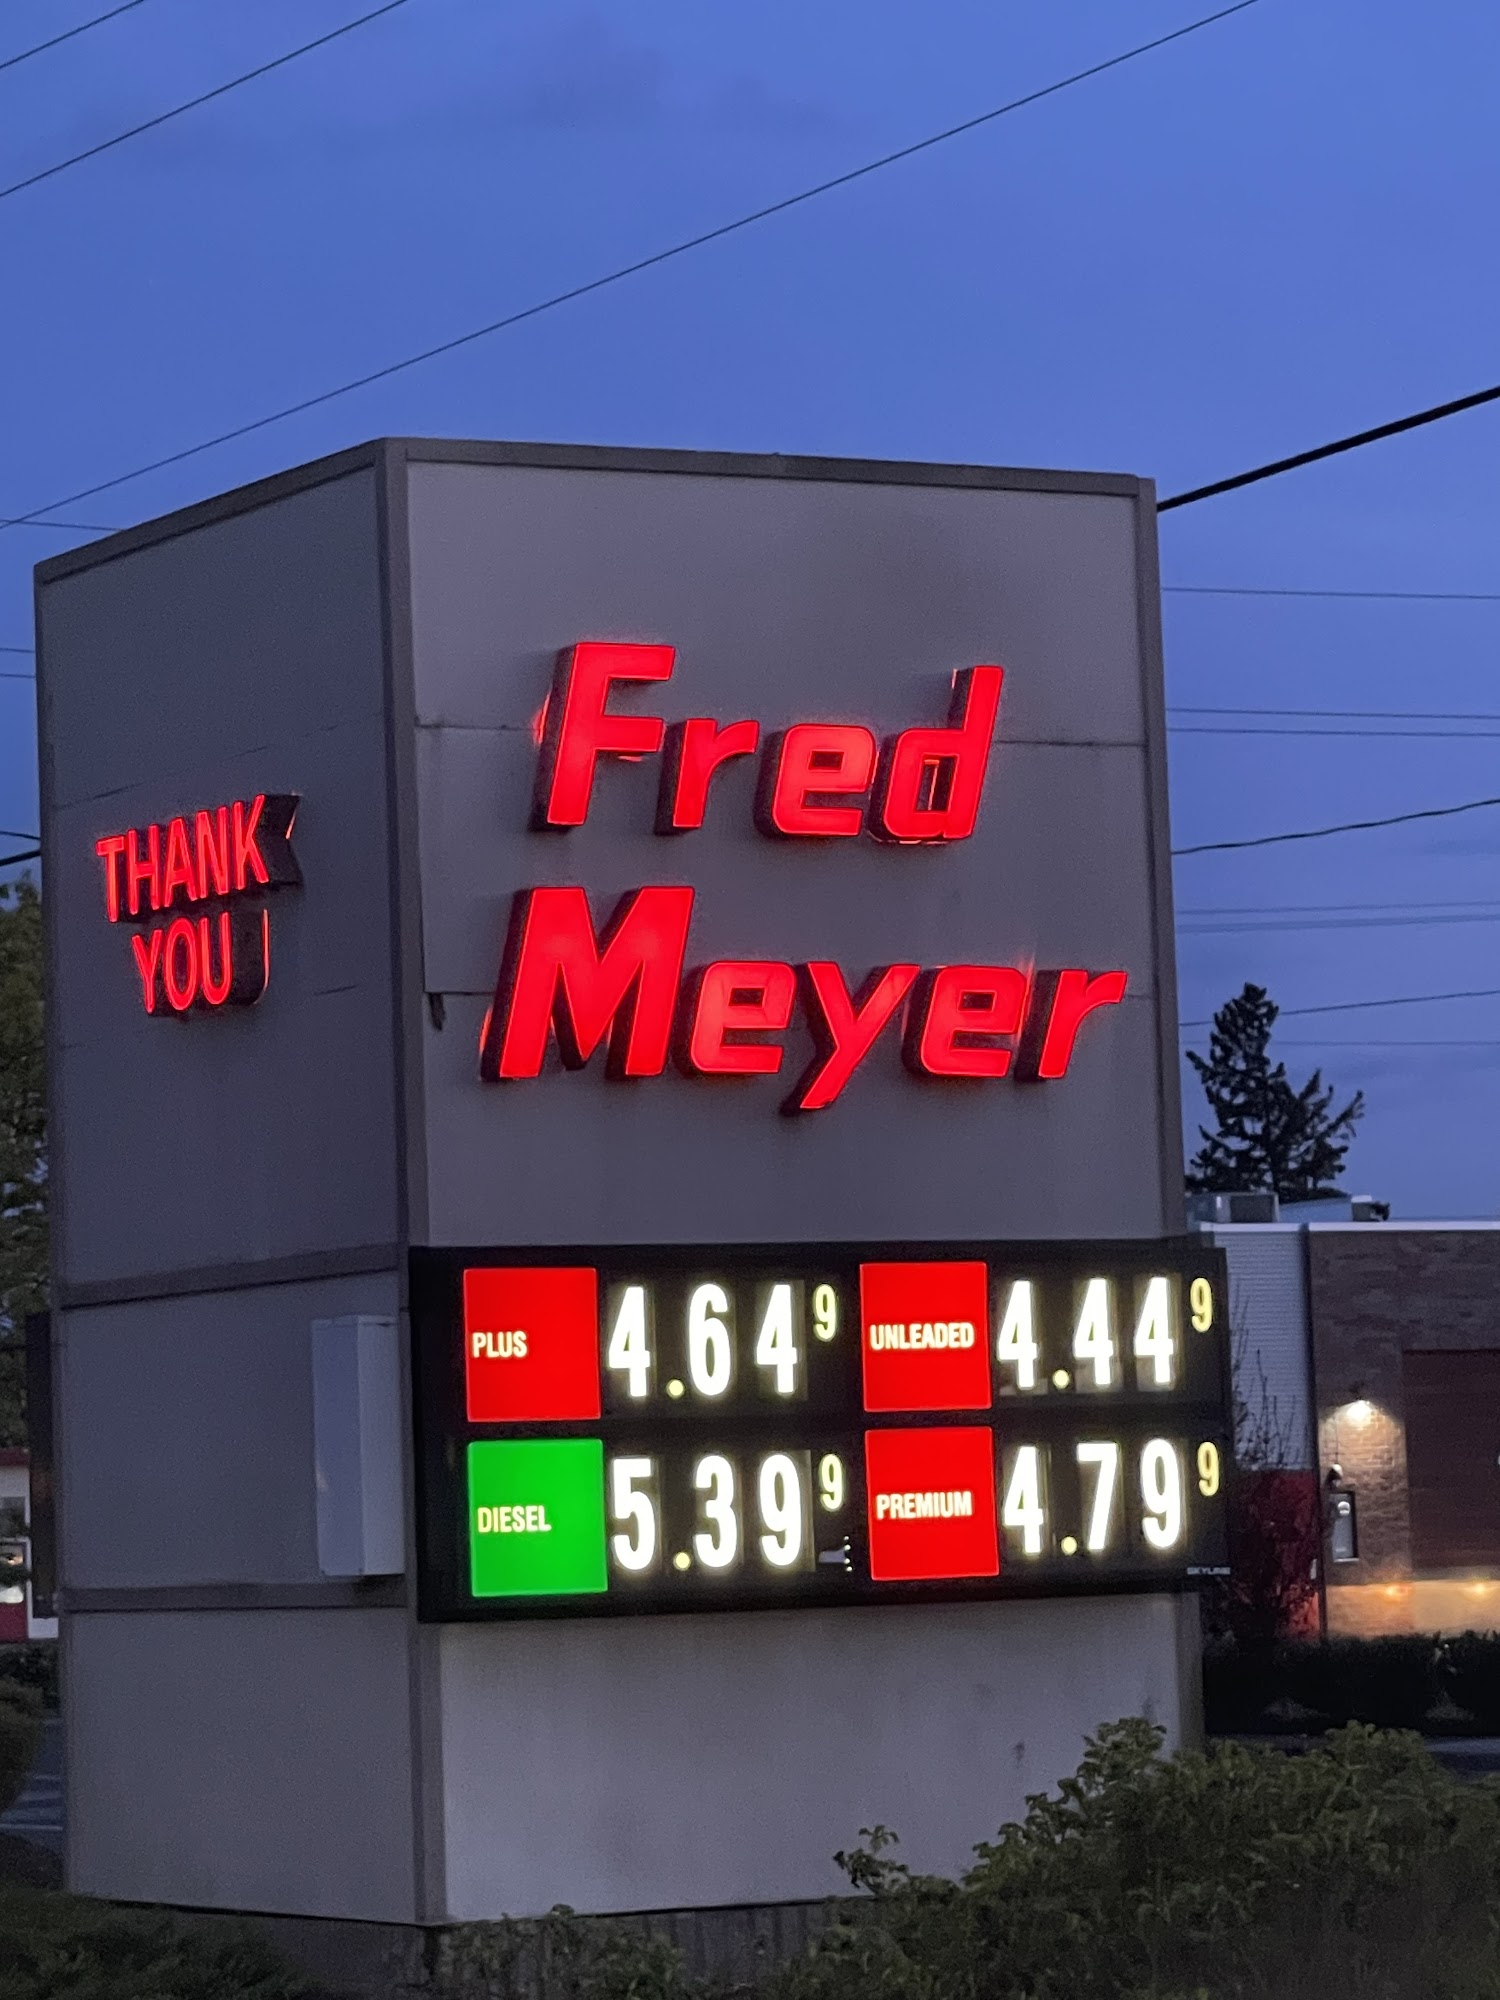 Fred
Meyer
THANK
YOU
PLUS 4.64 9 UNLEADED 4.44 9
DIESEL 5.39 9 PREMIUM 4.79 9
SKYLINE